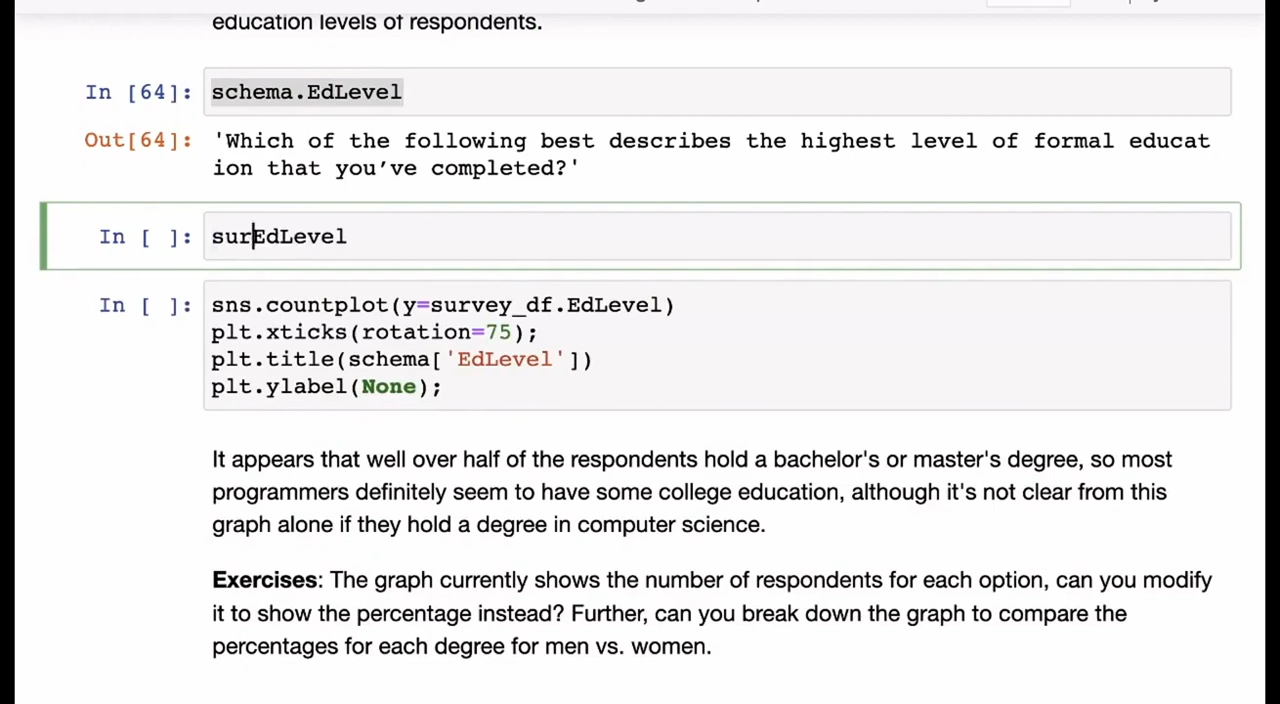 education levels of respondents.
In [64]: schema.EdLevel
Out[64]: 'Which of the following best describes the highest level of formal educat
ion that you’ve completed?'
In [ ]: surEdLevel
In [ ]: sns.countplot(y=survey_df.EdLevel)
plt.xticks(rotation=75);
plt.title(schema['EdLevel'])
plt.ylabel(None);
It appears that well over half of the respondents hold a bachelor's or master's degree, so most
programmers definitely seem to have some college education, although it's not clear from this
graph alone if they hold a degree in computer science.
Exercises: The graph currently shows the number of respondents for each option, can you modify
it to show the percentage instead? Further, can you break down the graph to compare the
percentages for each degree for men vs. women.